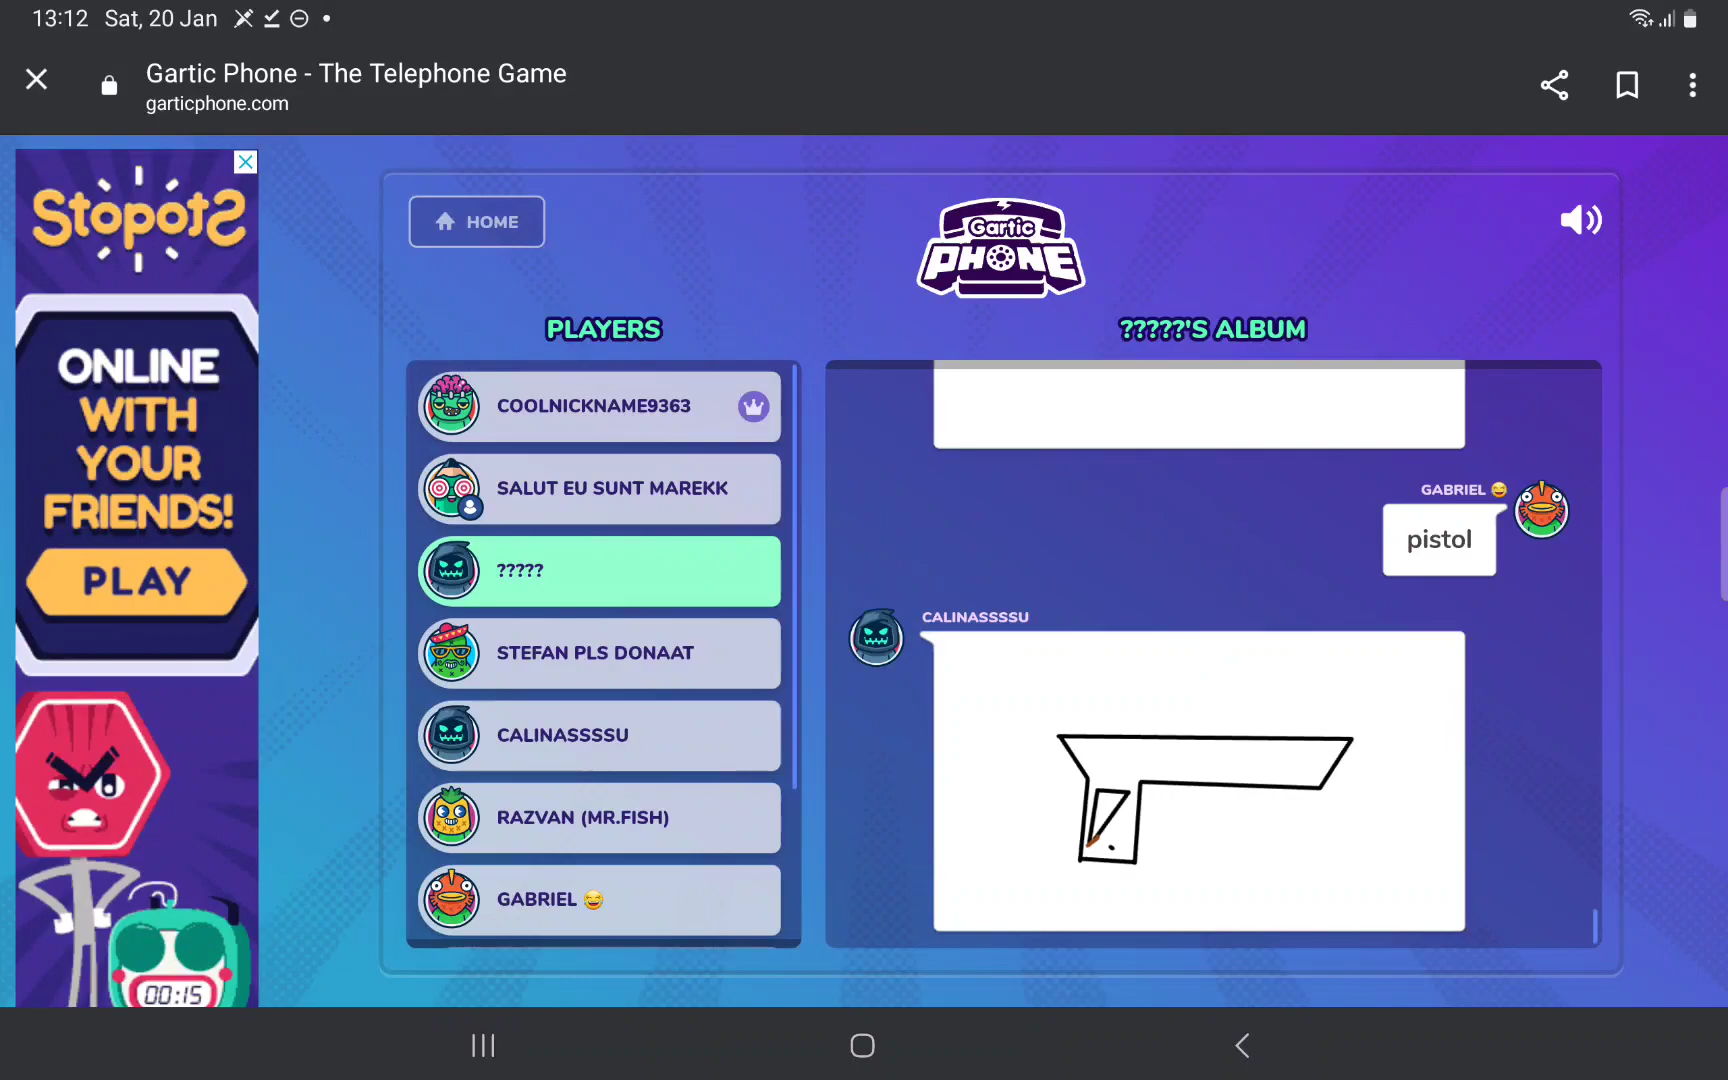 13:12 Sat, 20 Jan
Gartic Phone - The Telephone Game
garticphone.com
StopotS
ONLINE
WITH
YOUR
FRIENDS!
PLAY
00:15
HOME
Gartic
PHONE
PLAYERS
COOLNICKNAME9363
SALUT EU SUNT MAREKK
?????
STEFAN PLS DONAAT
CALINASSSSU
RAZVAN (MR.FISH)
GABRIEL 😅
?????'S ALBUM
GABRIEL 😅
pistol
CALINASSSSU